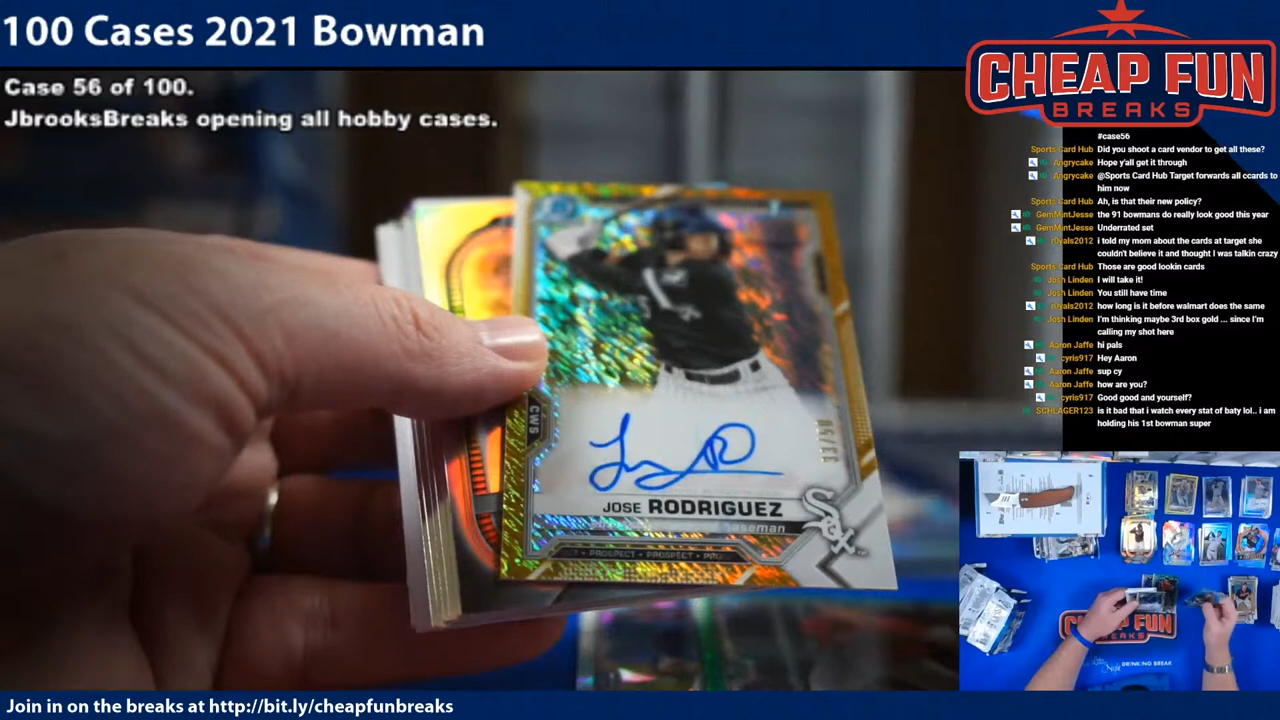 100 Cases 2021 Bowman
Case 56 of 100.
JbrooksBreaks opening all hobby cases.
CHEAP FUN
BREAKS
#case56
Sports Card Hub Did you shoot a card vendor to get all these?
Angrycake Hope y'all get it through
Angrycake @Sports Card Hub Target forwards all ccards to
him now
Sports Card Hub Ah, is that their new policy?
GemMintJesse the 91 bowmans do really look good this year
GemMintJesse Underrated set
r0yals2012 i told my mom about the cards at target she
couldn't believe it and thought I was talkin crazy
Sports Card Hub Those are good lookin cards
Josh Linden I will take it!
Josh Linden You still have time
r0yals2012 how long is it before walmart does the same
Josh Linden I'm thinking maybe 3rd box gold ... since I'm
calling my shot here
Aaron Jaffe hi pals
cyris917 Hey Aaron
Aaron Jaffe sup cy
Aaron Jaffe how are you?
cyris917 Good good and yourself?
SCHLAGER123 is it bad that i watch every stat of baty lol.. i am
holding his 1st bowman super
CWS
33/50
JOSE RODRIGUEZ
Sox
PROSPECT • PROSPECT
CHEAP FUN
BREAKS
DRINKING BREAK
Join in on the breaks at http://bit.ly/cheapfunbreaks